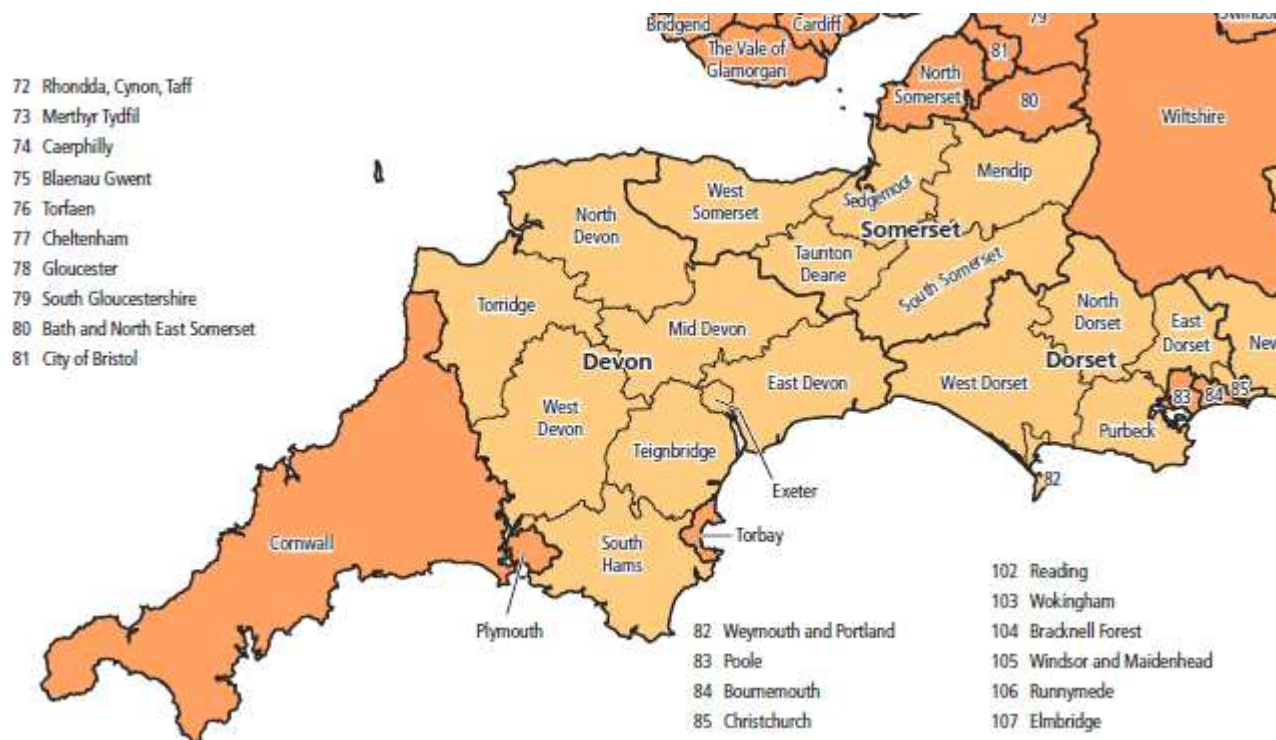 Bridgend
Cardiff
79
The Vale of
Glamorgan
North
Somerset
81
80
Wiltshire
72 Rhondda, Cynon, Taff
73 Merthyr Tydfil
74 Caerphilly
75 Blaenau Gwent
76 Torfaen
77 Cheltenham
78 Gloucester
79 South Gloucestershire
80 Bath and North East Somerset
81 City of Bristol
North
Devon
West
Somerset
Sedgemoor
Mendip
Somerset
Taunton
Deane
South Somerset
Torridge
Mid Devon
Devon
East Devon
West
Devon
Teignbridge
Exeter
North
Dorset
East
Dorset
New
Dorset
West Dorset
83
84
85
Purbeck
82
Cornwall
South
Hams
Torbay
Plymouth
82 Weymouth and Portland
83 Poole
84 Bournemouth
85 Christchurch
102 Reading
103 Wokingham
104 Bracknell Forest
105 Windsor and Maidenhead
106 Runnymede
107 Elmbridge